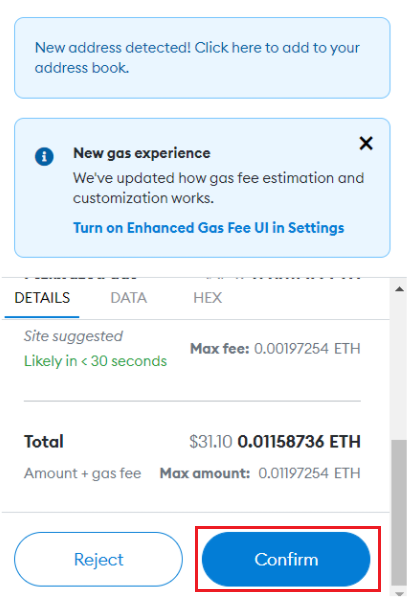 New address detected! Click here to add to your
address book.
New gas experience
We've updated how gas fee estimation and
customization works.
Turn on Enhanced Gas Fee UI in Settings
DETAILS DATA HEX
Site suggested
Likely in < 30 seconds
Max fee: 0.00197254 ETH
Total $31.10 0.01158736 ETH
Amount + gas fee Max amount: 0.01197254 ETH
Reject Confirm